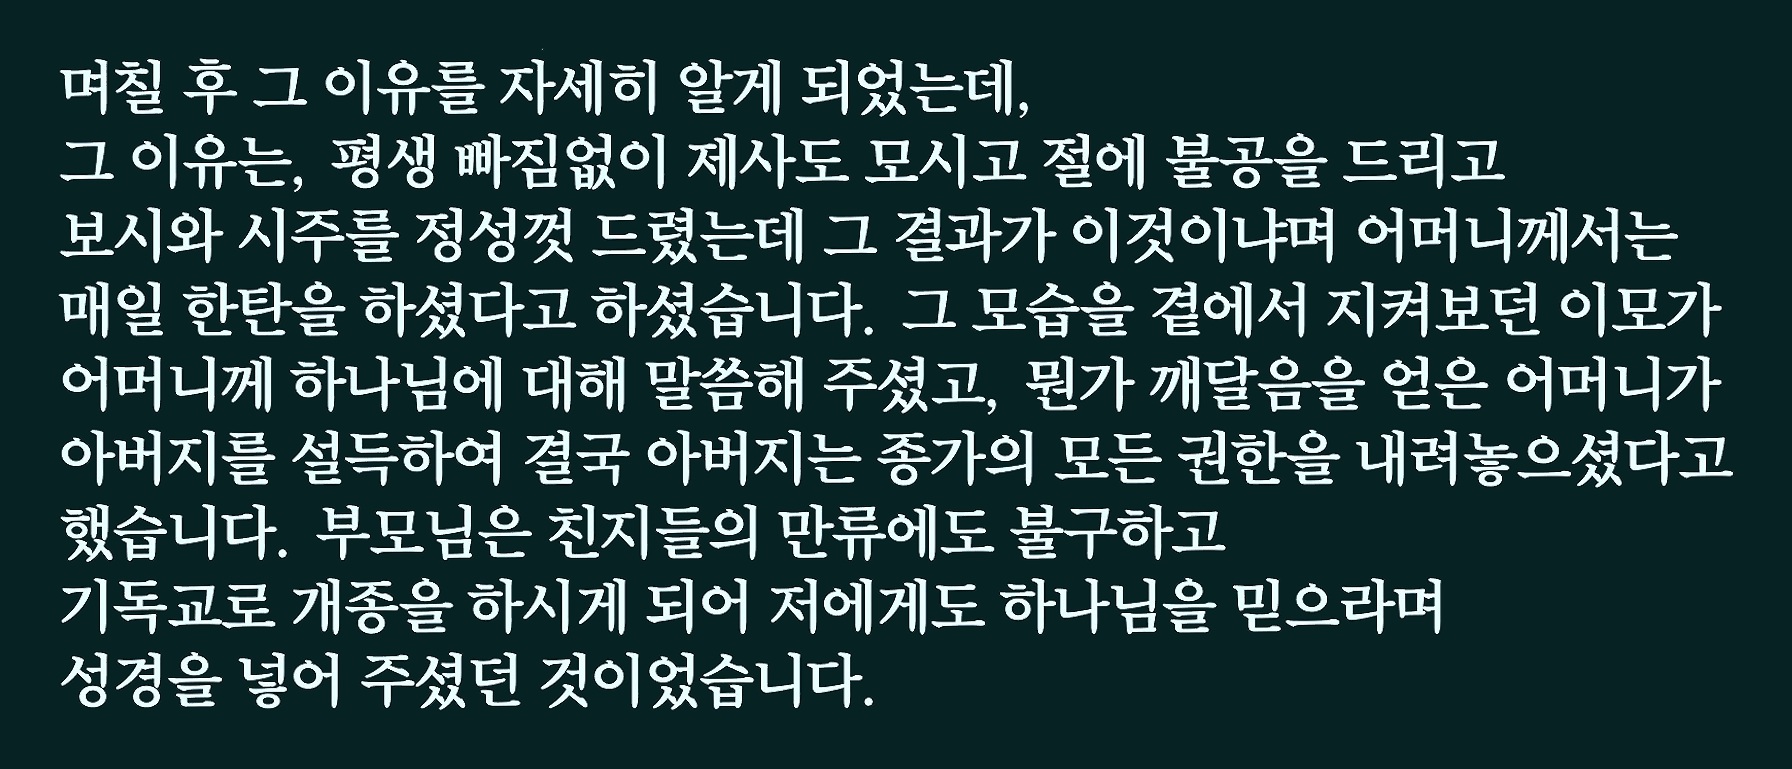 며칠 후 그 이유를 자세히 알게 되었는데,
그 이유는, 평생 빠짐없이 제사도 모시고 절에 불공을 드리고
보시와 시주를 정성껏 드렸는데 그 결과가 이것이냐며 어머니께서는
매일 한탄을 하셨다고 하셨습니다. 그 모습을 곁에서 지켜보던 이모가
어머니께 하나님에 대해 말씀해 주셨고, 뭔가 깨달음을 얻은 어머니가
아버지를 설득하여 결국 아버지는 종가의 모든 권한을 내려놓으셨다고
했습니다. 부모님은 친지들의 만류에도 불구하고
기독교로 개종을 하시게 되어 저에게도 하나님을 믿으라며
성경을 넣어 주셨던 것이었습니다.